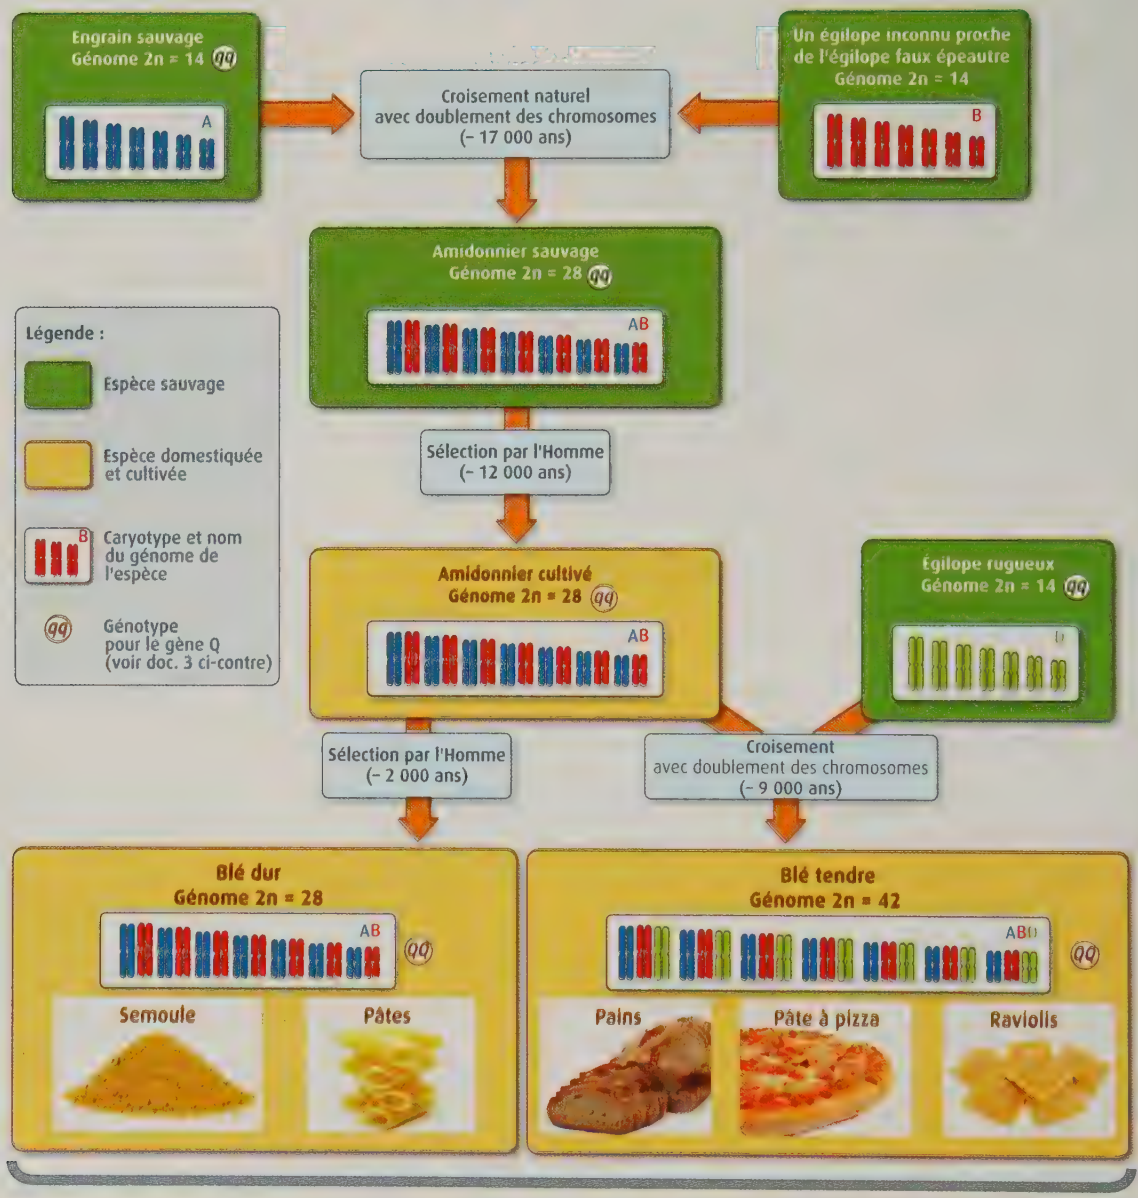 Engrain sauvage
Génome 2n = 14 qq
A
Croisement naturel
avec doublement des chromosomes
(– 17 000 ans)
Un égilope inconnu proche
de l'égilope faux épeautre
Génome 2n = 14
B
Amidonnier sauvage
Génome 2n = 28 qq
AB
Légende :
Espèce sauvage
Espèce domestiquée
et cultivée
B
Caryotype et nom
du génome de
l'espèce
qq
Génotype
pour le gène Q
(voir doc. 3 ci-contre)
Sélection par l'Homme
(– 12 000 ans)
Amidonnier cultivé
Génome 2n = 28 qq
AB
Égilope rugueux
Génome 2n = 14 qq
D
Sélection par l'Homme
(– 2 000 ans)
Croisement
avec doublement des chromosomes
(– 9 000 ans)
Blé dur
Génome 2n = 28
AB
qq
Semoule
Pâtes
Blé tendre
Génome 2n = 42
ABD
qq
Pains
Pâte à pizza
Raviolis